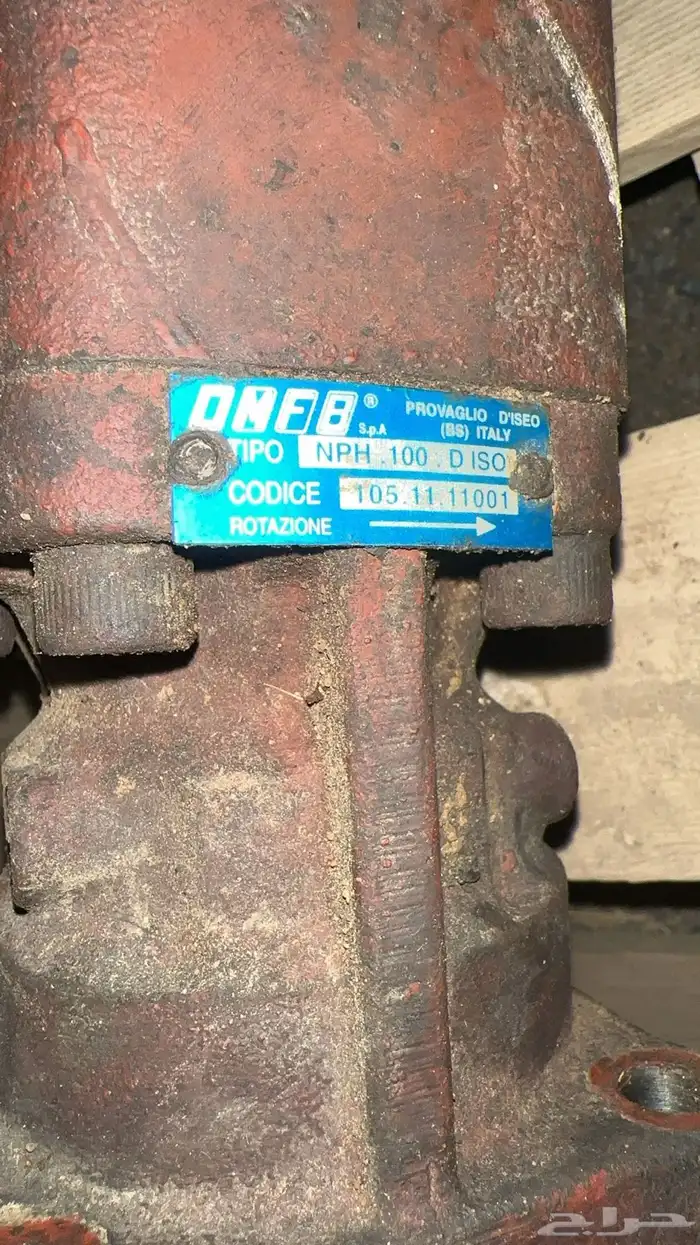 OMFB® S.p.A
PROVAGLIO D'ISEO
(BS) ITALY
TIPO NPH .100 . D ISO
CODICE 105.11.11001
ROTAZIONE
حراج